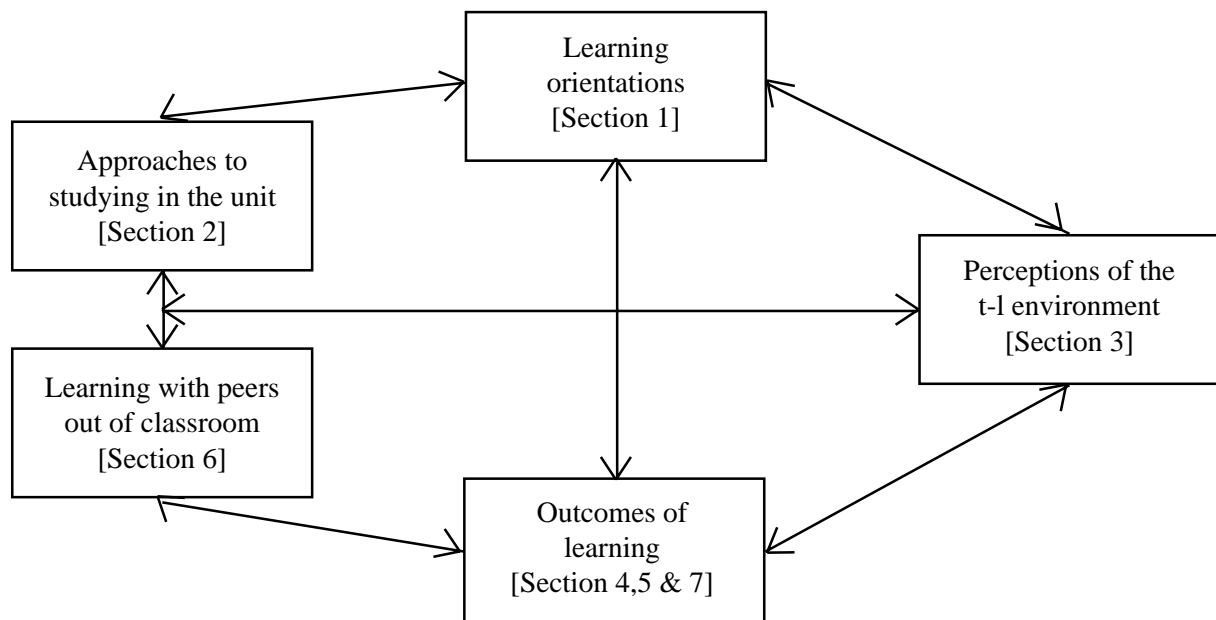 Learning
orientations
[Section 1]
Approaches to
studying in the unit
[Section 2]
Perceptions of the
t-l environment
[Section 3]
Learning with peers
out of classroom
[Section 6]
Outcomes of
learning
[Section 4,5 & 7]